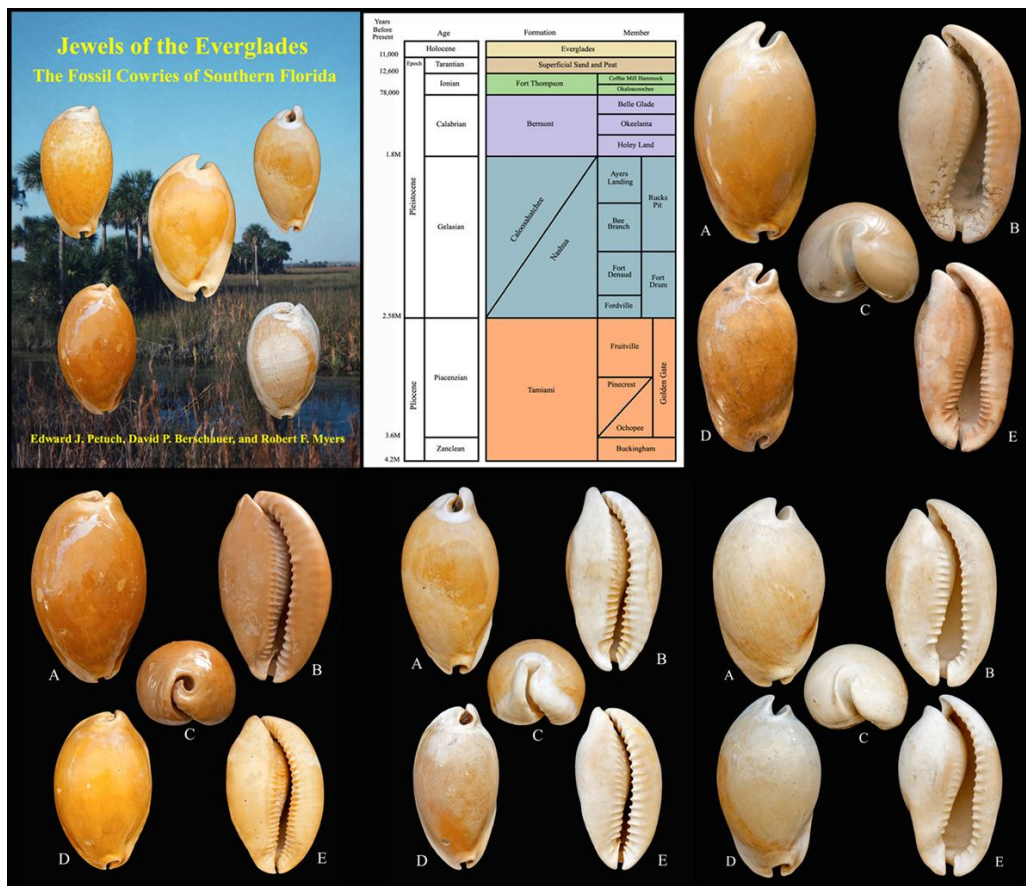 Jewels of the Everglades
The Fossil Cowries of Southern Florida
Edward J. Petuch, David P. Berschauer, and Robert F. Myers
Years
Before
Present
Age
Formation
Member
11,000
Holocene
Everglades
Epoch
Tarantian
Superficial Sand and Peat
12,600
Ionian
Fort Thompson
Coffee Mill Hammock
Okaloacoochee
78,000
Calabrian
Bermont
Belle Glade
Okeelanta
Holey Land
1.8M
Pleistocene
Gelasian
Caloosahatchee
Nashua
Ayers
Landing
Rucks
Pit
Bee
Branch
Fort
Denaud
Fort
Drum
Fordville
2.58M
Pliocene
Piacenzian
Tamiami
Fruitville
Golden Gate
Pinecrest
Ochopee
3.6M
Zanclean
Buckingham
4.2M
A
B
C
D
E
A
B
C
D
E
A
B
C
D
E
A
B
C
D
E